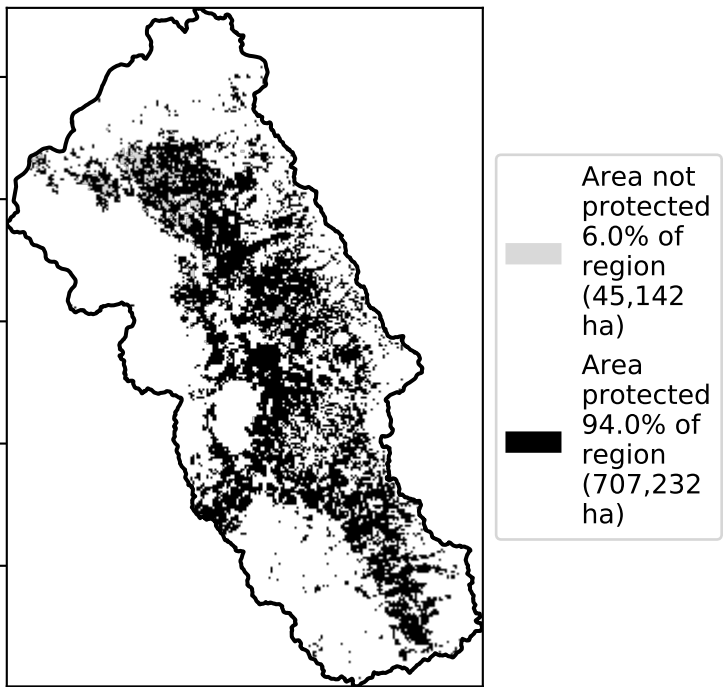 Area not
protected
6.0% of
region
(45,142
ha)
Area
protected
94.0% of
region
(707,232
ha)